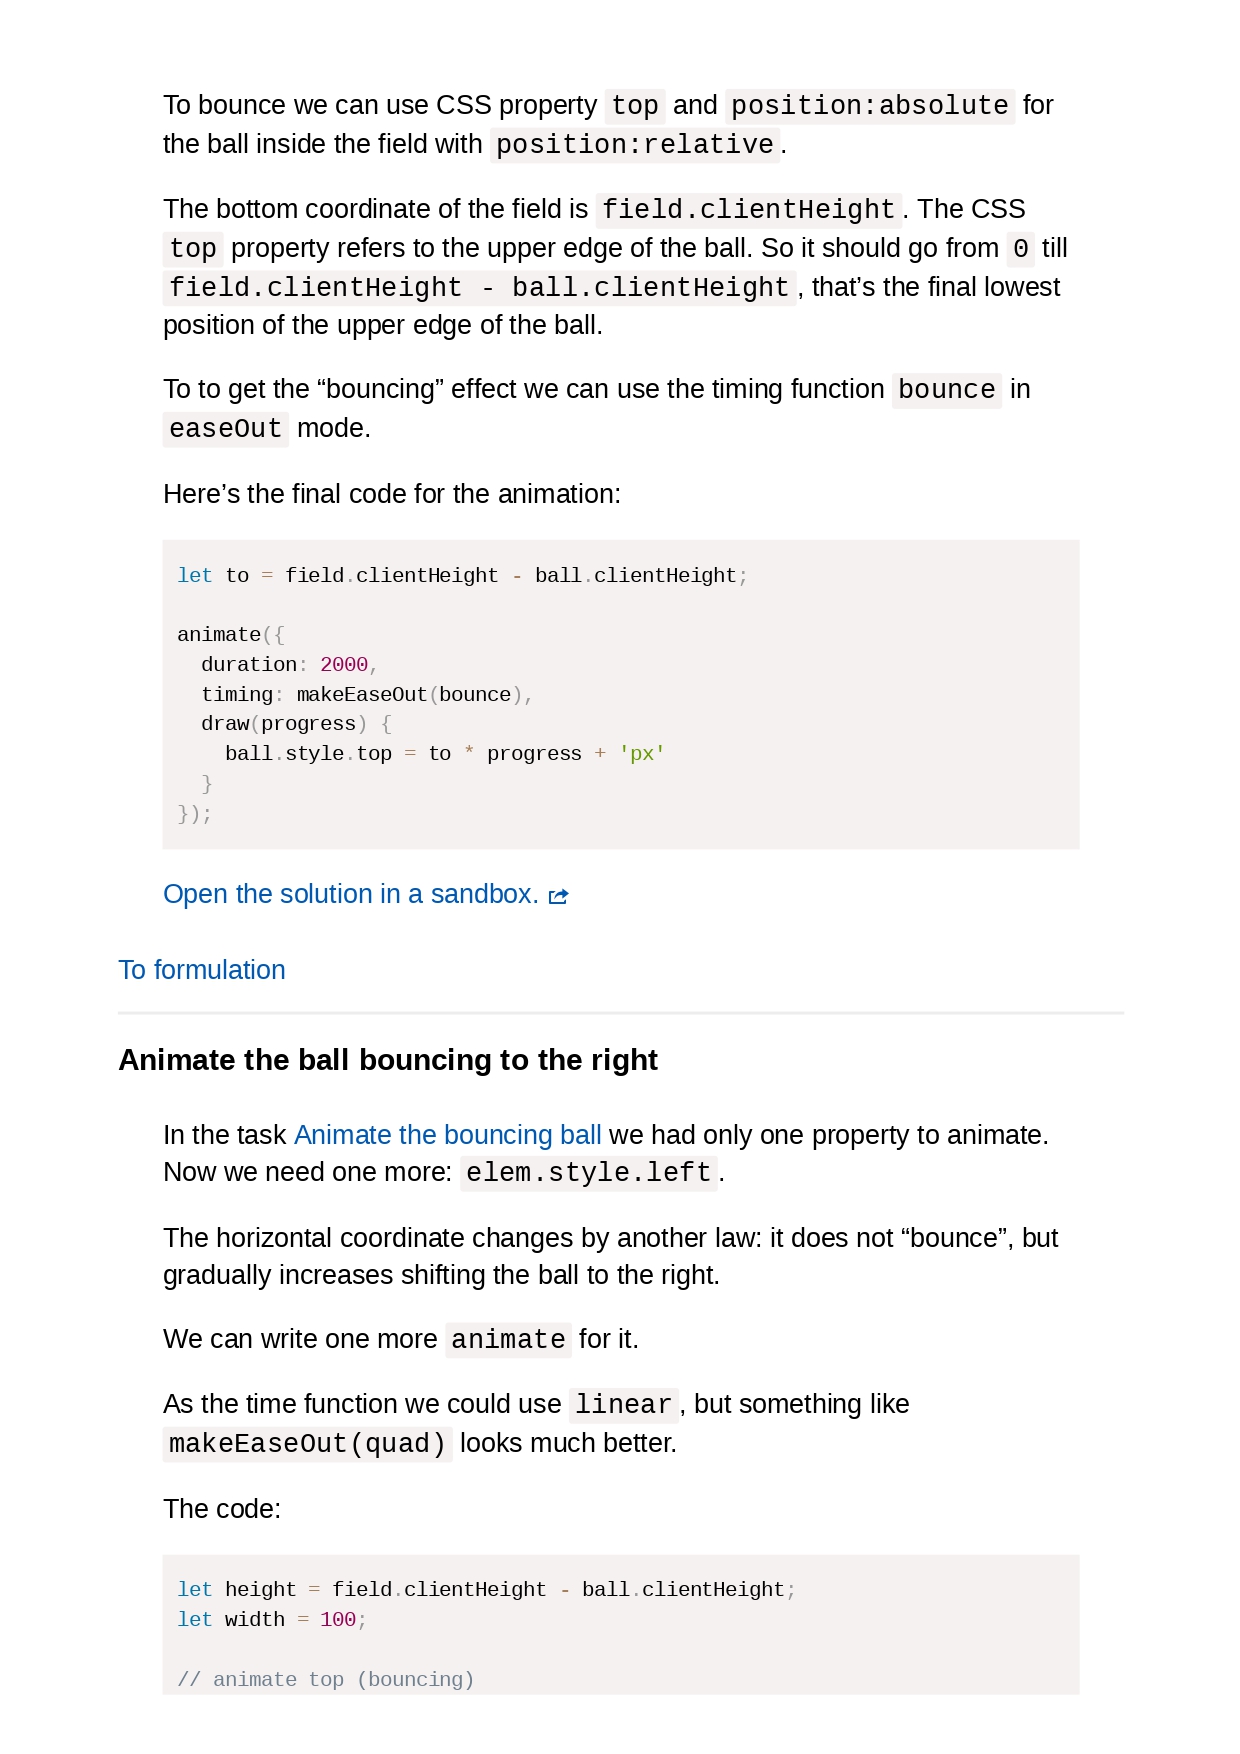 To bounce we can use CSS property top and position:absolute for
the ball inside the field with position:relative.
The bottom coordinate of the field is field.clientHeight. The CSS
top property refers to the upper edge of the ball. So it should go from 0 till
field.clientHeight - ball.clientHeight, that’s the final lowest
position of the upper edge of the ball.
To to get the “bouncing” effect we can use the timing function bounce in
easeOut mode.
Here’s the final code for the animation:
let to = field.clientHeight - ball.clientHeight;
animate({
  duration: 2000,
  timing: makeEaseOut(bounce),
  draw(progress) {
    ball.style.top = to * progress + 'px'
  }
});
Open the solution in a sandbox.
To formulation
Animate the ball bouncing to the right
In the task Animate the bouncing ball we had only one property to animate.
Now we need one more: elem.style.left.
The horizontal coordinate changes by another law: it does not “bounce”, but
gradually increases shifting the ball to the right.
We can write one more animate for it.
As the time function we could use linear, but something like
makeEaseOut(quad) looks much better.
The code:
let height = field.clientHeight - ball.clientHeight;
let width = 100;
// animate top (bouncing)